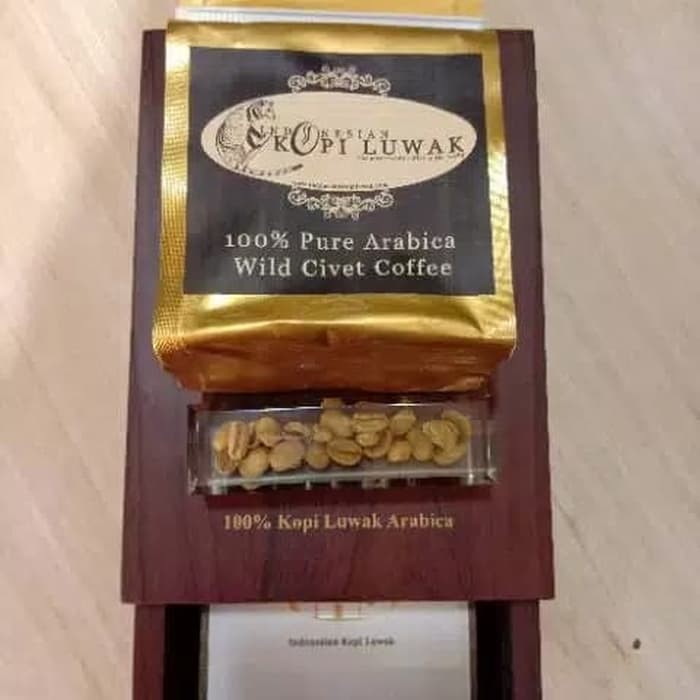 INDONESIAN
KOPI LUWAK
100% Pure Arabica
Wild Civet Coffee
100% Kopi Luwak Arabica
Indonesian Kopi Luwak